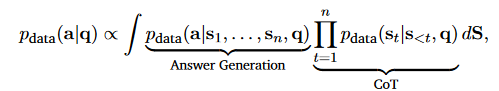 p_data(a|q) ∝ ∫ p_data(a|s_1, . . . , s_n, q) ∏_{t=1}^{n} p_data(s_t|s_{<t}, q) dS,
Answer Generation CoT